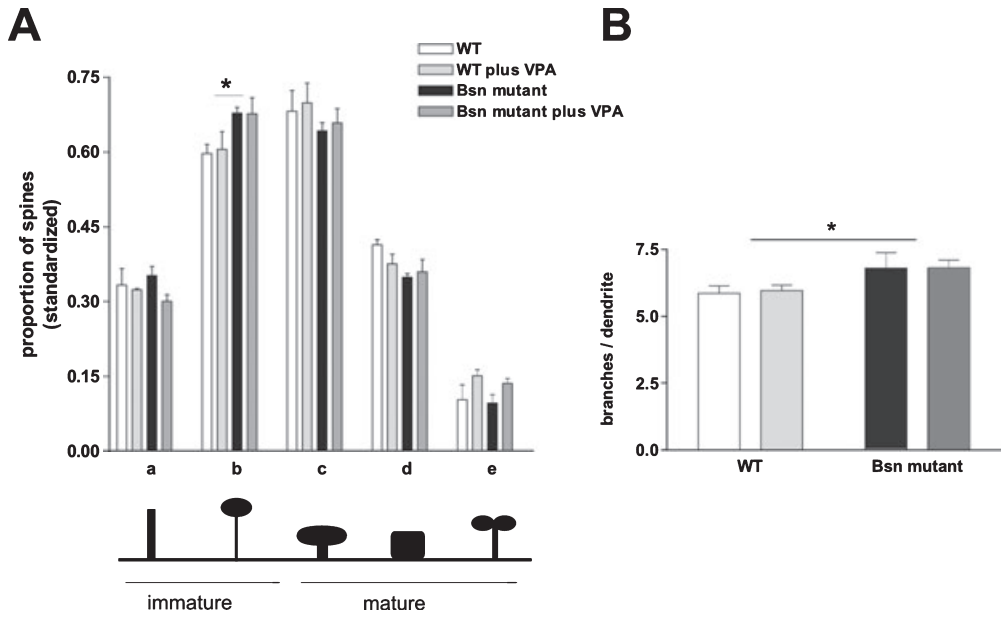 A
B
WT
WT plus VPA
Bsn mutant
Bsn mutant plus VPA
*
0.75
0.60
0.45
0.30
0.15
0.00
proportion of spines
(standardized)
a b c d e
immature mature
*
7.5
5.0
2.5
0.0
branches / dendrite
WT Bsn mutant